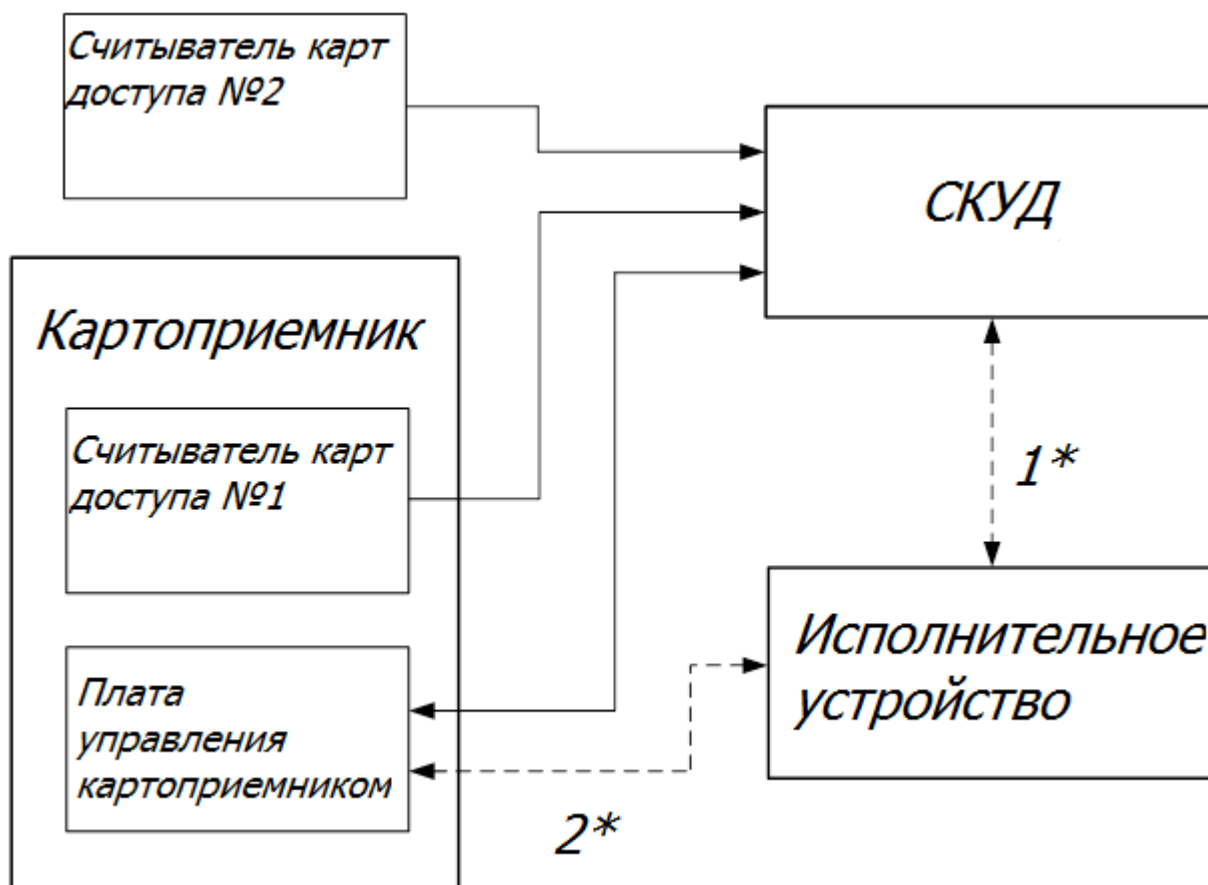 Считыватель карт
доступа №2
СКУД
Картоприемник
Считыватель карт
доступа №1
1*
Исполнительное
устройство
Плата
управления
картоприемником
2*